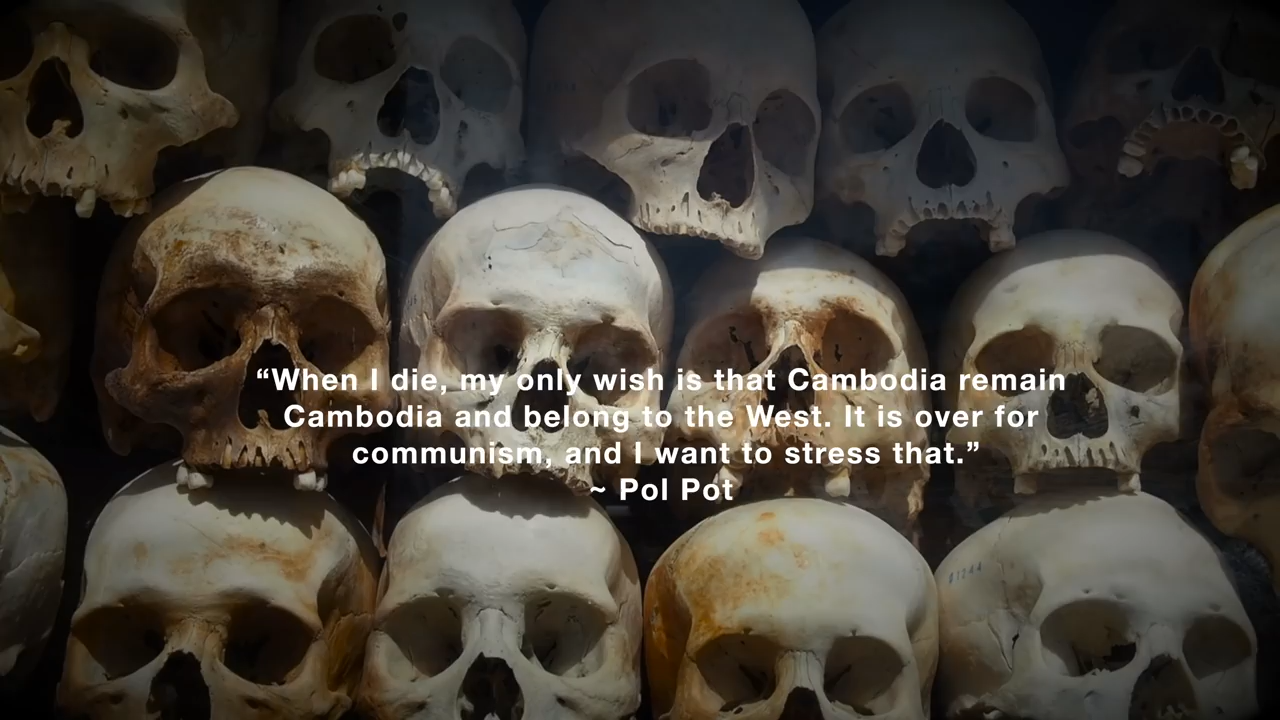 “When I die, my only wish is that Cambodia remain
Cambodia and belong to the West. It is over for
communism, and I want to stress that.”
~ Pol Pot